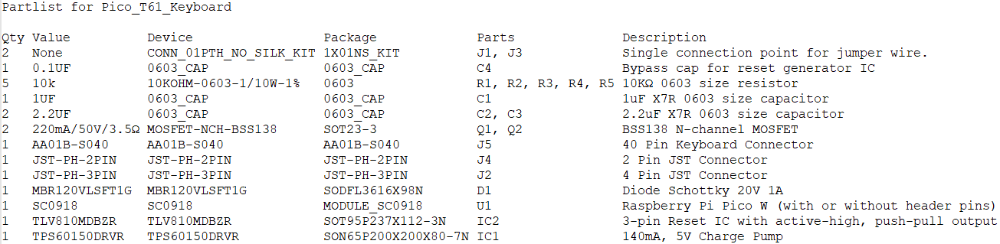 Partlist for Pico_T61_Keyboard
Qty Value Device Package Parts Description
2 None CONN_01PTH_NO_SILK_KIT 1X01NS_KIT J1, J3 Single connection point for jumper wire.
1 0.1UF 0603_CAP 0603_CAP C4 Bypass cap for reset generator IC
5 10k 10KOHM-0603-1/10W-1% 0603 R1, R2, R3, R4, R5 10KΩ 0603 size resistor
1 1UF 0603_CAP 0603_CAP C1 1uF X7R 0603 size capacitor
2 2.2UF 0603_CAP 0603_CAP C2, C3 2.2uF X7R 0603 size capacitor
2 220mA/50V/3.5Ω MOSFET-NCH-BSS138 SOT23-3 Q1, Q2 BSS138 N-channel MOSFET
1 AA01B-S040 AA01B-S040 AA01B-S040 J5 40 Pin Keyboard Connector
1 JST-PH-2PIN JST-PH-2PIN JST-PH-2PIN J4 2 Pin JST Connector
1 JST-PH-3PIN JST-PH-3PIN JST-PH-3PIN J2 4 Pin JST Connector
1 MBR120VLSFT1G MBR120VLSFT1G SODFL3616X98N D1 Diode Schottky 20V 1A
1 SC0918 SC0918 MODULE_SC0918 U1 Raspberry Pi Pico W (with or without header pins)
1 TLV810MDBZR TLV810MDBZR SOT95P237X112-3N IC2 3-pin Reset IC with active-high, push-pull output
1 TPS60150DRVR TPS60150DRVR SON65P200X200X80-7N IC1 140mA, 5V Charge Pump